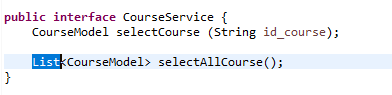 public interface CourseService {
CourseModel selectCourse (String id_course);
List<CourseModel> selectAllCourse();
}